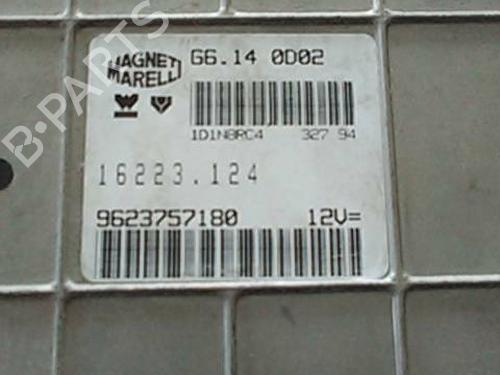 MAGNETI
MARELLI
G6.14 0D02
1D1N8RC4 327 94
16223.124
9623757180 12V=
B-PARTS